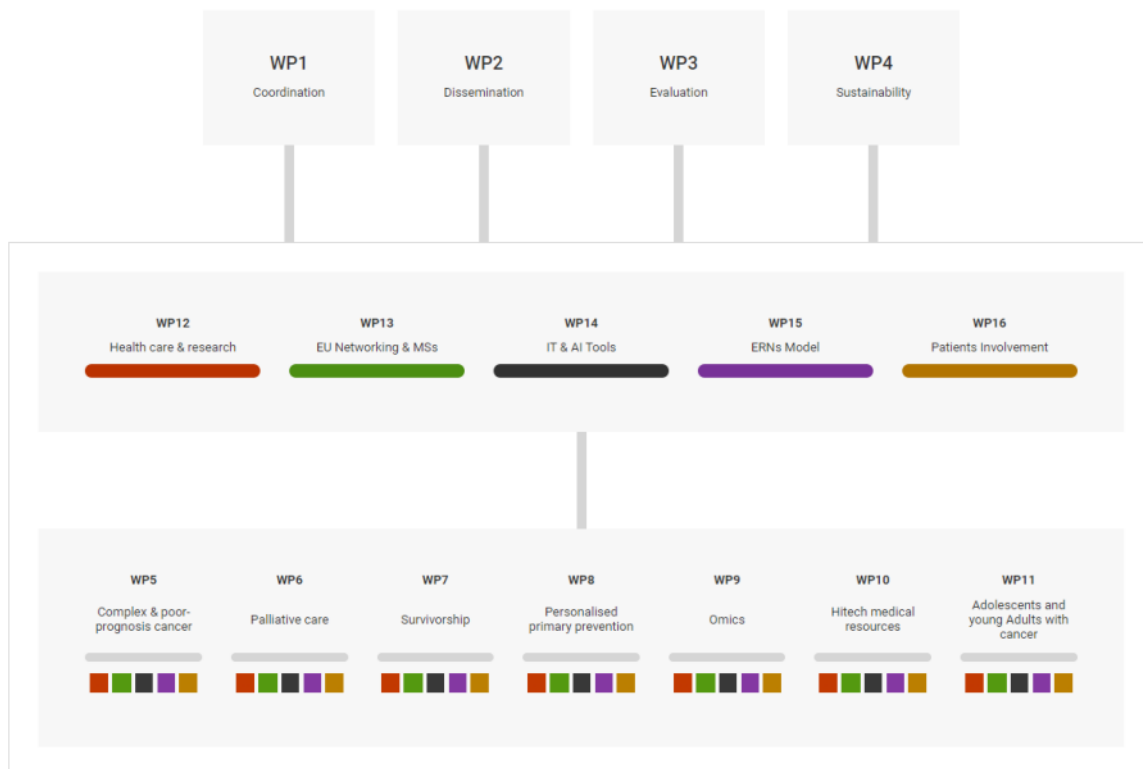 WP1
Coordination
WP2
Dissemination
WP3
Evaluation
WP4
Sustainability
WP12
Health care & research
WP13
EU Networking & MSs
WP14
IT & AI Tools
WP15
ERNs Model
WP16
Patients Involvement
WP5
Complex & poor-
prognosis cancer
WP6
Palliative care
WP7
Survivorship
WP8
Personalised
primary prevention
WP9
Omics
WP10
Hitech medical
resources
WP11
Adolescents and
young Adults with
cancer